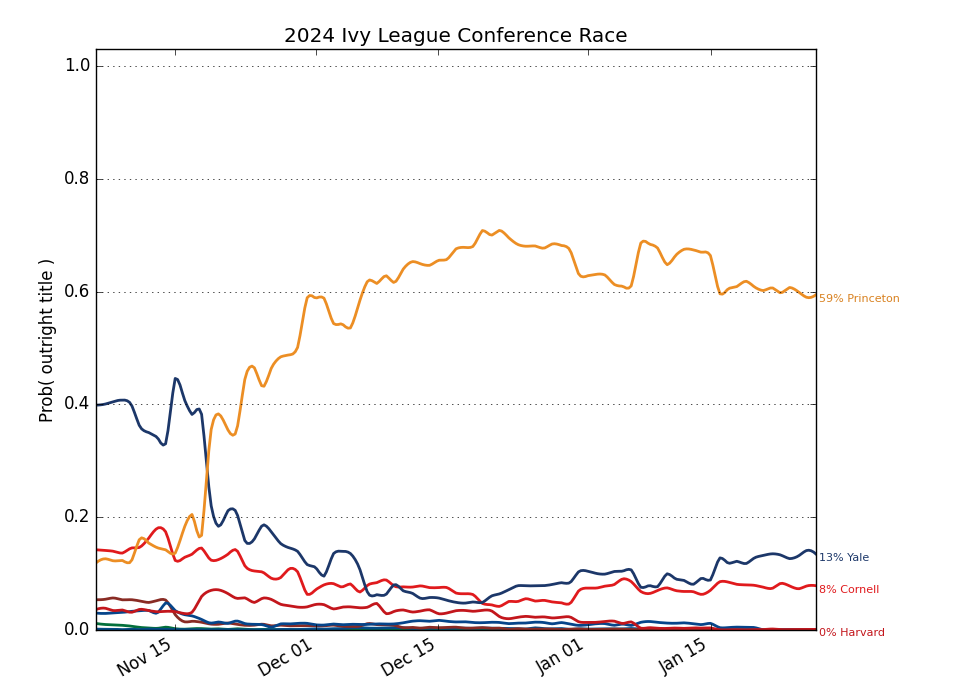 2024 Ivy League Conference Race
1.0
0.8
0.6
0.4
0.2
0.0
Prob( outright title )
59% Princeton
13% Yale
8% Cornell
0% Harvard
Nov 15
Dec 01
Dec 15
Jan 01
Jan 15